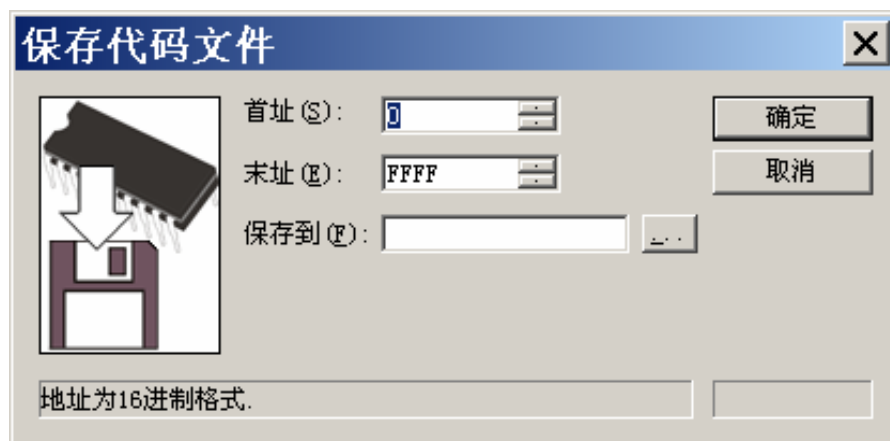 保存代码文件
首址(S): 0
末址(E): FFFF
保存到(F): ...
确定
取消
地址为16进制格式.